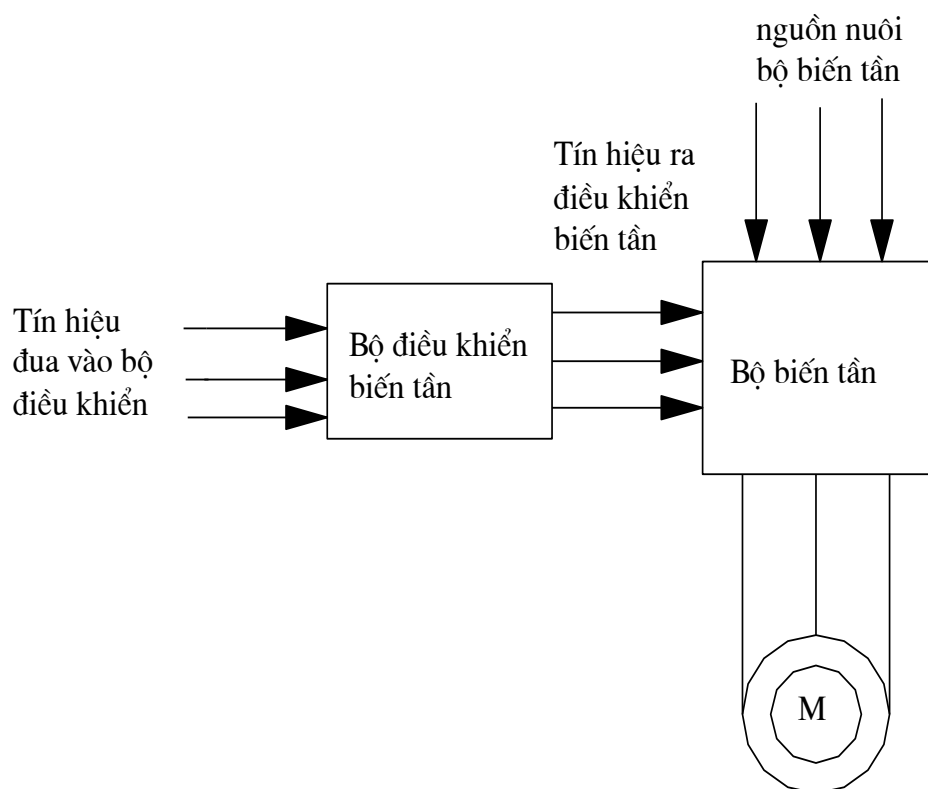 nguồn nuôi
bộ biến tần
Tín hiệu ra
điều khiển
biến tần
Tín hiệu
đua vào bộ
điều khiển
Bộ điều khiển
biến tần
Bộ biến tần
M